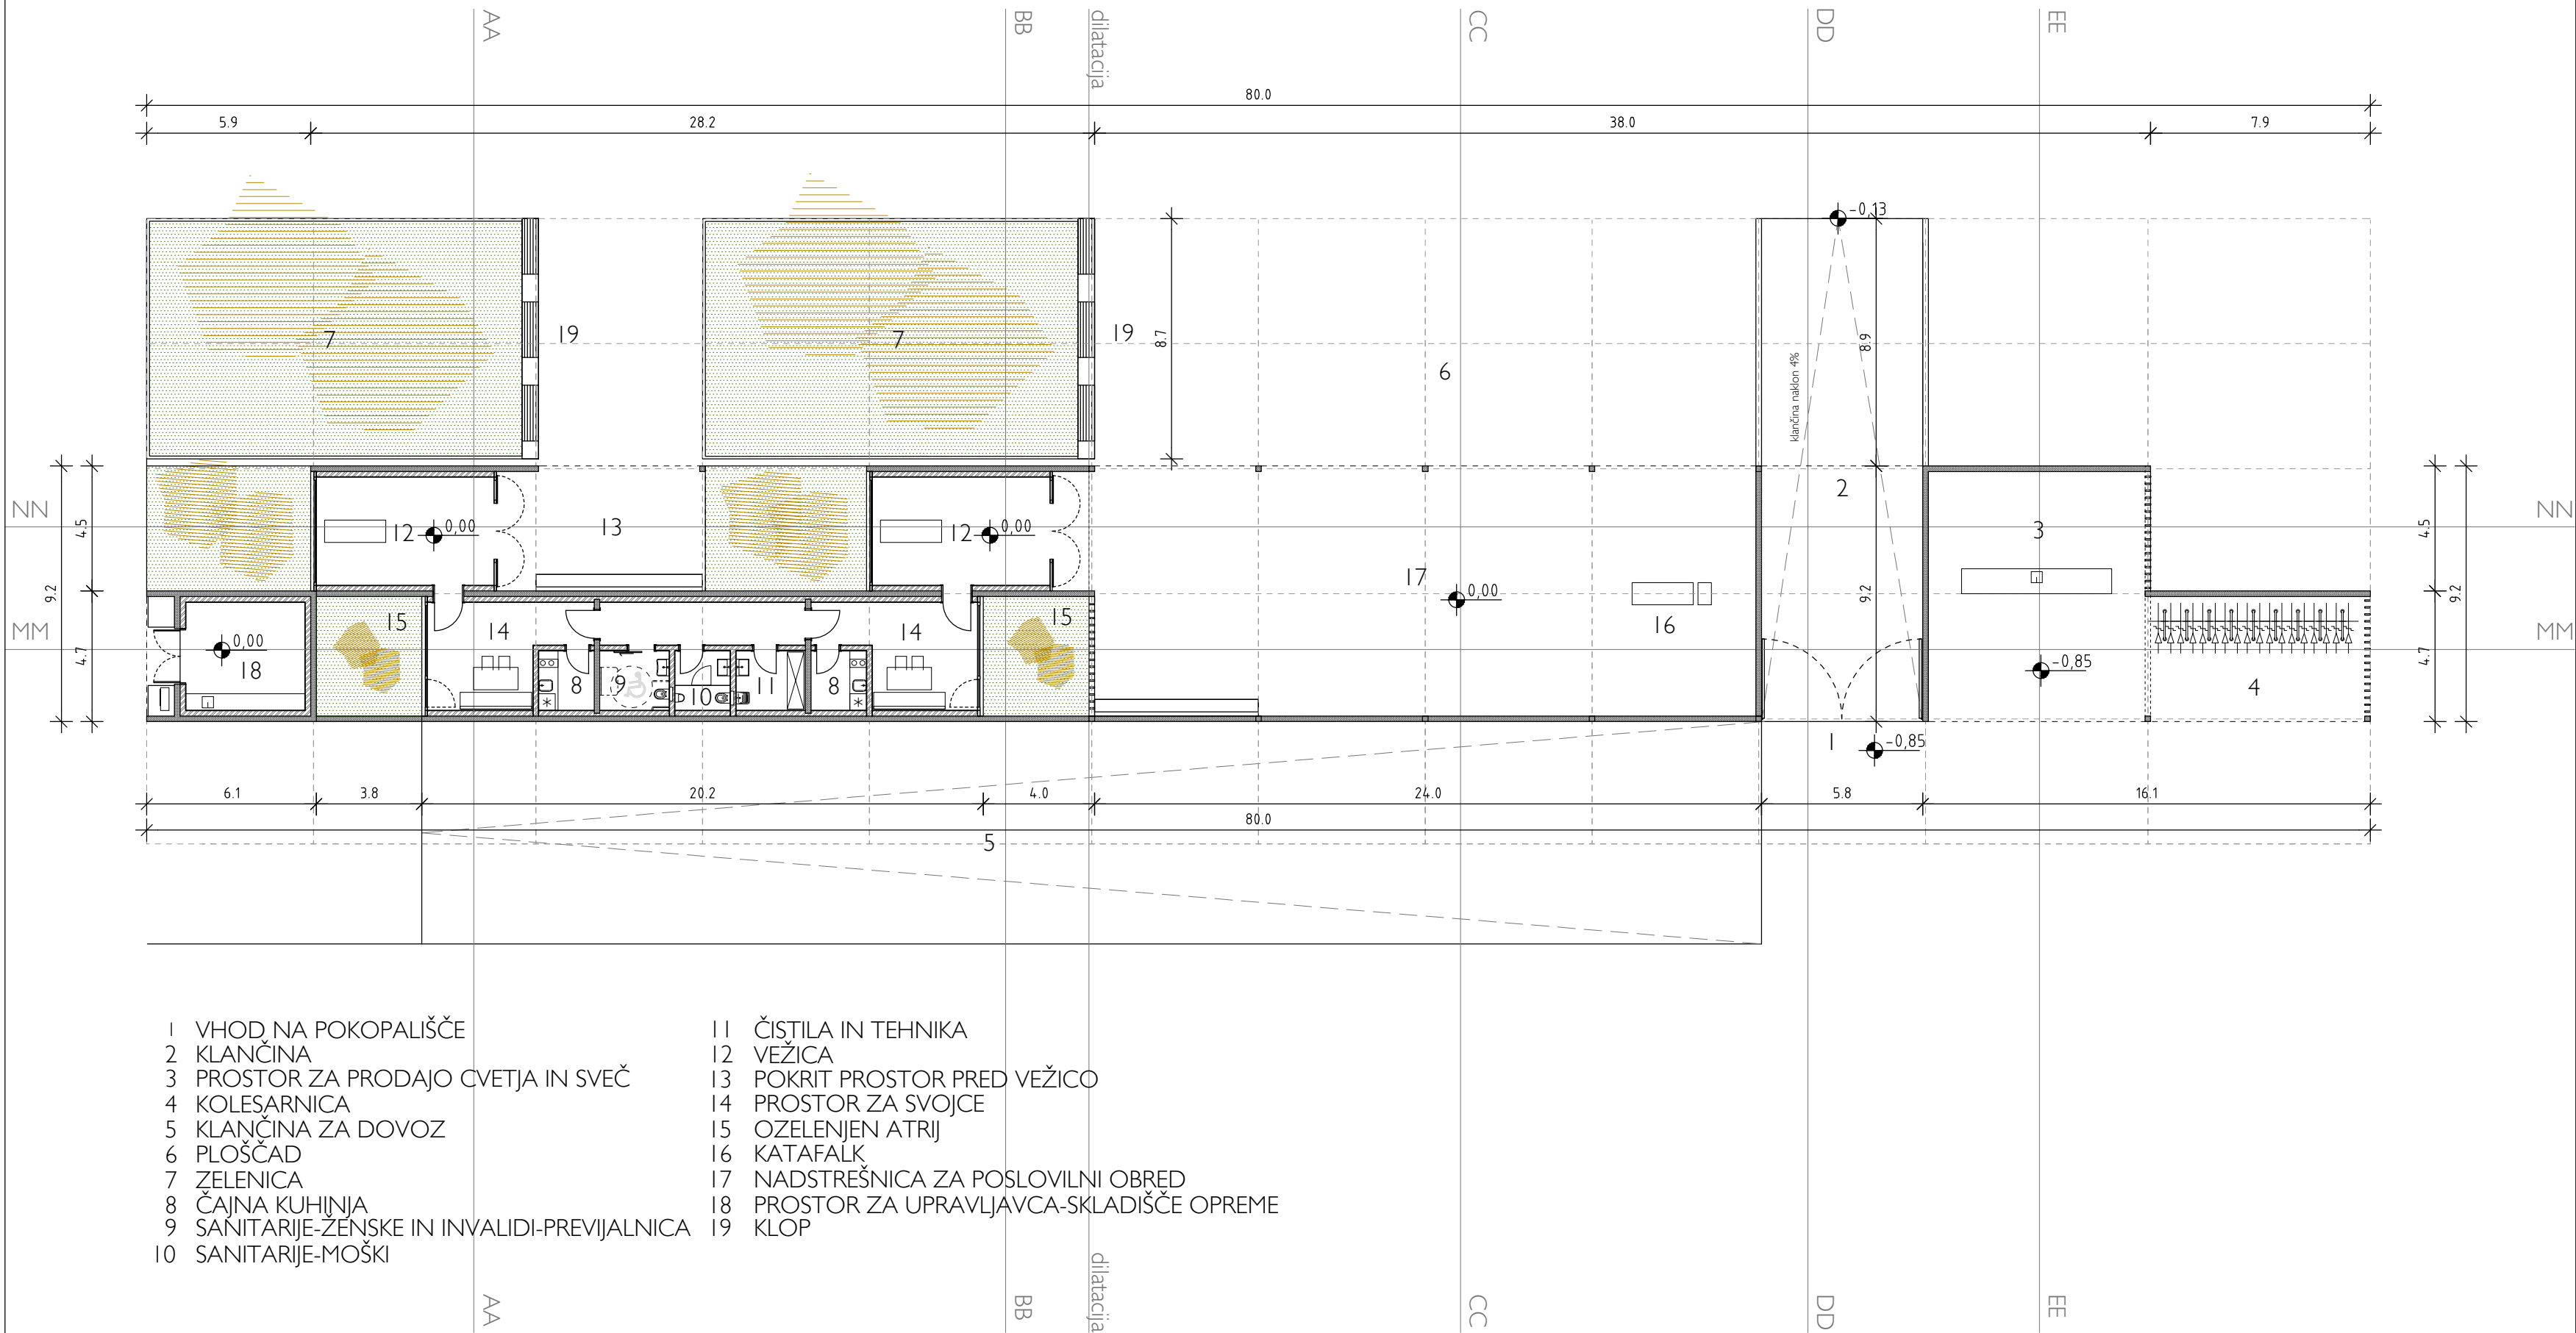 AA
BB
dilatacija
CC
DD
EE
80.0
5.9
28.2
38.0
7.9
-0,13
7
19
7
19
8.7
6
klančina naklon 4%
8.9
NN
4.5
9.2
12
0,00
13
12
0,00
17
0,00
2
3
4.5
9.2
NN
MM
4.7
0,00
18
15
14
8
9
10
11
8
14
15
16
9.2
1
-0,85
-0,85
4
4.7
MM
6.1
3.8
20.2
4.0
24.0
5.8
16.1
80.0
5
1 VHOD NA POKOPALIŠČE
2 KLANČINA
3 PROSTOR ZA PRODAJO CVETJA IN SVEČ
4 KOLESARNICA
5 KLANČINA ZA DOVOZ
6 PLOŠČAD
7 ZELENICA
8 ČAJNA KUHINJA
9 SANITARIJE-ŽENSKE IN INVALIDI-PREVIJALNICA
10 SANITARIJE-MOŠKI
11 ČISTILA IN TEHNIKA
12 VEŽICA
13 POKRIT PROSTOR PRED VEŽICO
14 PROSTOR ZA SVOJCE
15 OZELENJEN ATRIJ
16 KATAFALK
17 NADSTREŠNICA ZA POSLOVILNI OBRED
18 PROSTOR ZA UPRAVLJAVCA-SKLADIŠČE OPREME
19 KLOP
AA
BB
dilatacija
CC
DD
EE